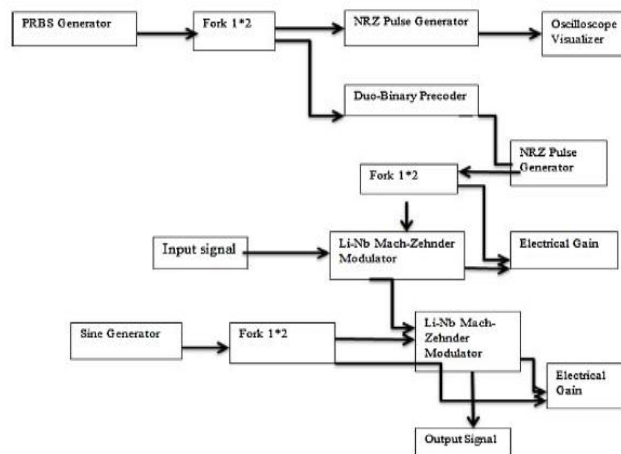 PRBS Generator
Fork 1*2
NRZ Pulse Generator
Oscilloscope
Visualizer
Duo-Binary Precoder
NRZ Pulse
Generator
Fork 1*2
Input signal
Li-Nb Mach-Zehnder
Modulator
Electrical Gain
Sine Generator
Fork 1*2
Li-Nb Mach-
Zehnder
Modulator
Electrical
Gain
Output Signal